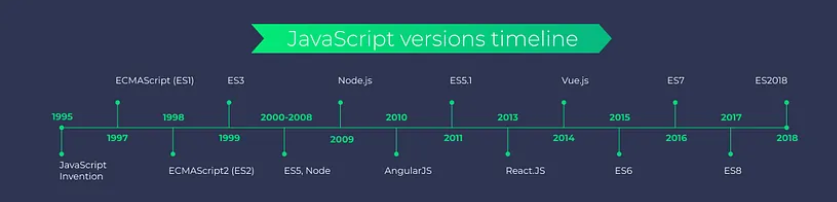 JavaScript versions timeline
ECMAScript (ES1) ES3 Node.js ES5.1 Vue.js ES7 ES2018
1995 1998 2000-2008 2010 2013 2015 2017
1997 1999 2009 2011 2014 2016 2018
JavaScript
Invention
ECMAScript2 (ES2) ES5, Node AngularJS React.JS ES6 ES8